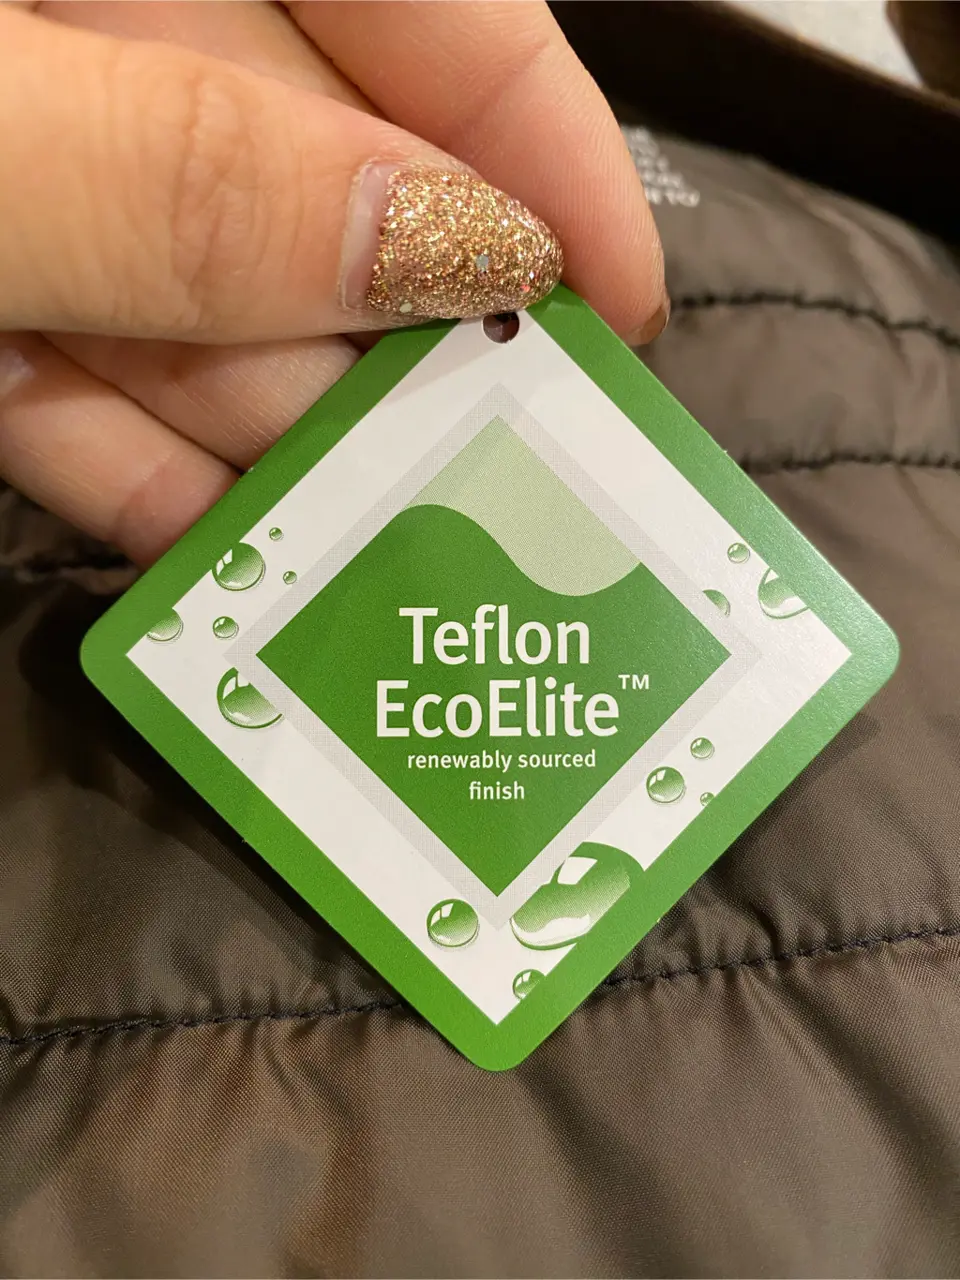 Teflon
EcoElite™
renewably sourced
finish